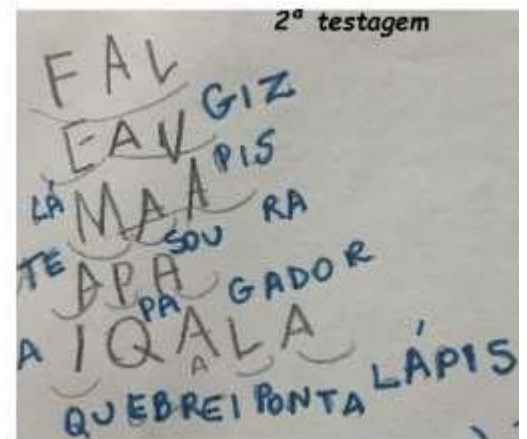 2ª testagem
FAL
GIZ
EAV
LÁ PIS
MAA
TE SOU RA
APA
A PA GADOR
IQALA
A
QUEBREI PONTA LÁPIS